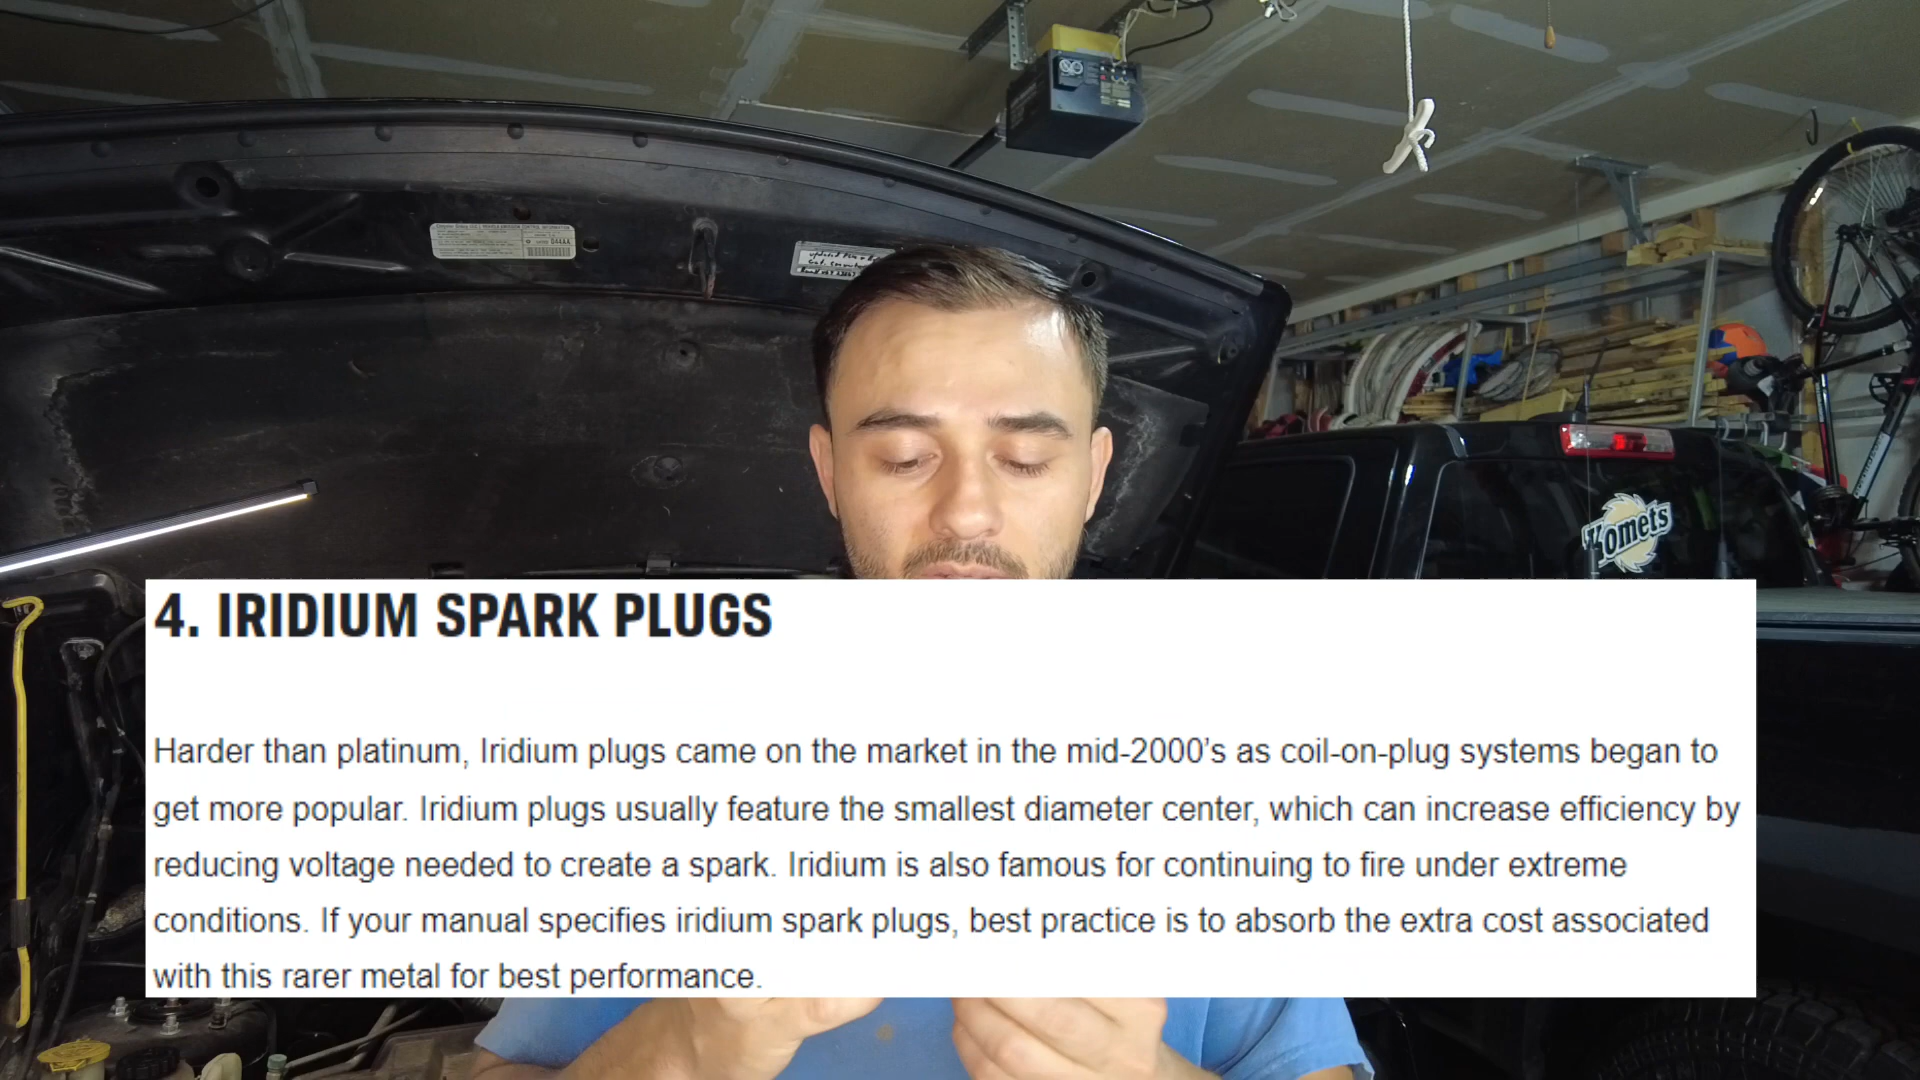 Komets
4. IRIDIUM SPARK PLUGS
Harder than platinum, Iridium plugs came on the market in the mid-2000’s as coil-on-plug systems began to
get more popular. Iridium plugs usually feature the smallest diameter center, which can increase efficiency by
reducing voltage needed to create a spark. Iridium is also famous for continuing to fire under extreme
conditions. If your manual specifies iridium spark plugs, best practice is to absorb the extra cost associated
with this rarer metal for best performance.